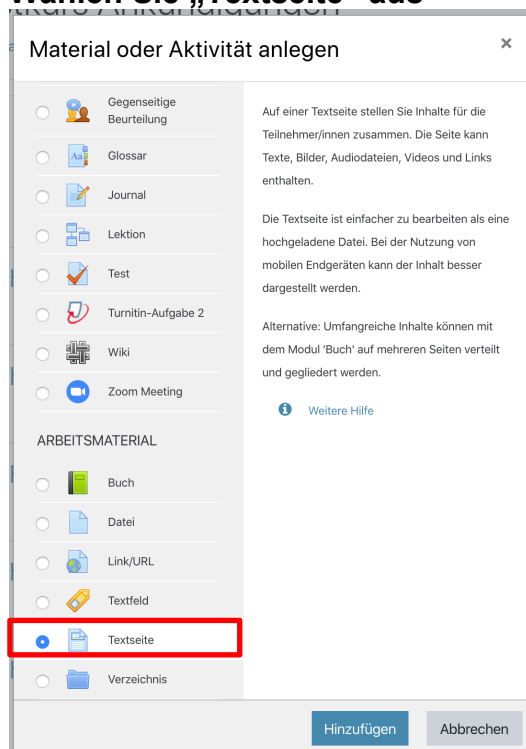 Wählen Sie „Textseite“ aus
Material oder Aktivität anlegen
×
Gegenseitige
Beurteilung
Glossar
Journal
Lektion
Test
Turnitin-Aufgabe 2
Wiki
Zoom Meeting
ARBEITSMATERIAL
Buch
Datei
Link/URL
Textfeld
Textseite
Verzeichnis
Auf einer Textseite stellen Sie Inhalte für die
Teilnehmer/innen zusammen. Die Seite kann
Texte, Bilder, Audiodateien, Videos und Links
enthalten.
Die Textseite ist einfacher zu bearbeiten als eine
hochgeladene Datei. Bei der Nutzung von
mobilen Endgeräten kann der Inhalt besser
dargestellt werden.
Alternative: Umfangreiche Inhalte können mit
dem Modul 'Buch' auf mehreren Seiten verteilt
und gegliedert werden.
Weitere Hilfe
Hinzufügen
Abbrechen